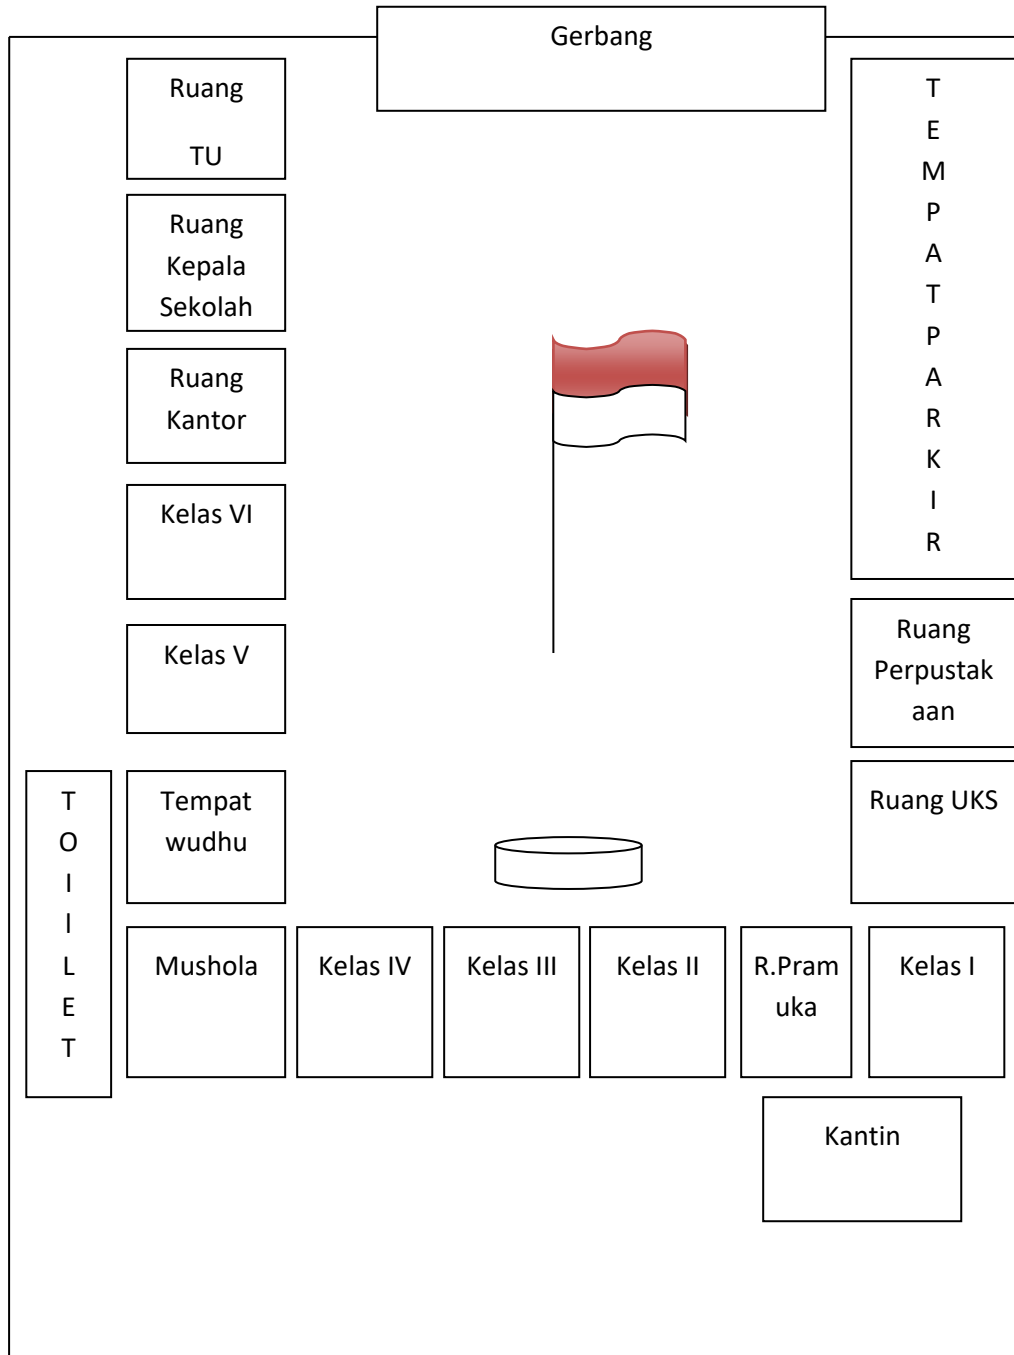 Gerbang
Ruang
TU
Ruang
Kepala
Sekolah
Ruang
Kantor
Kelas VI
Kelas V
T
E
M
P
A
T
P
A
R
K
I
R
Ruang
Perpustak
aan
Ruang UKS
T
O
I
I
L
E
T
Tempat
wudhu
Mushola
Kelas IV
Kelas III
Kelas II
R.Pram
uka
Kelas I
Kantin